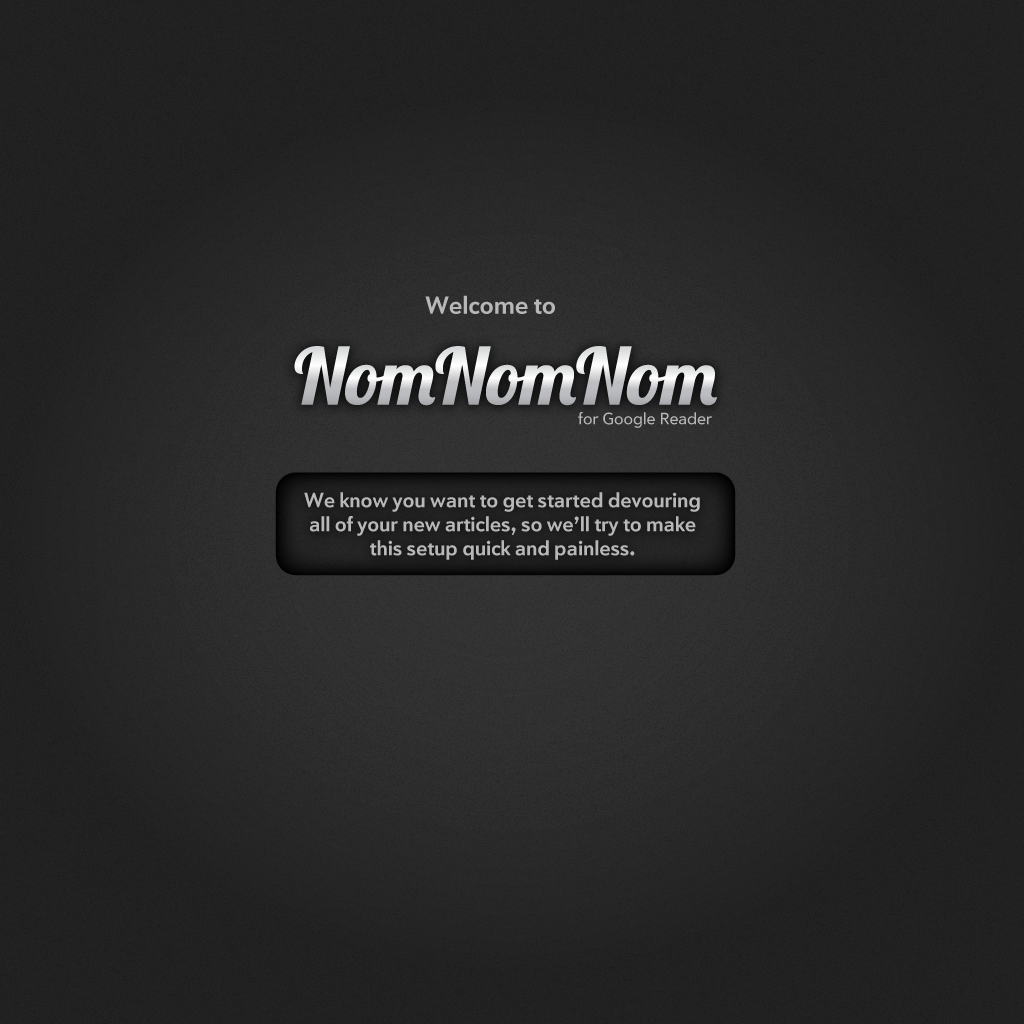 Welcome to
NomNomNom
for Google Reader
We know you want to get started devouring
all of your new articles, so we’ll try to make
this setup quick and painless.